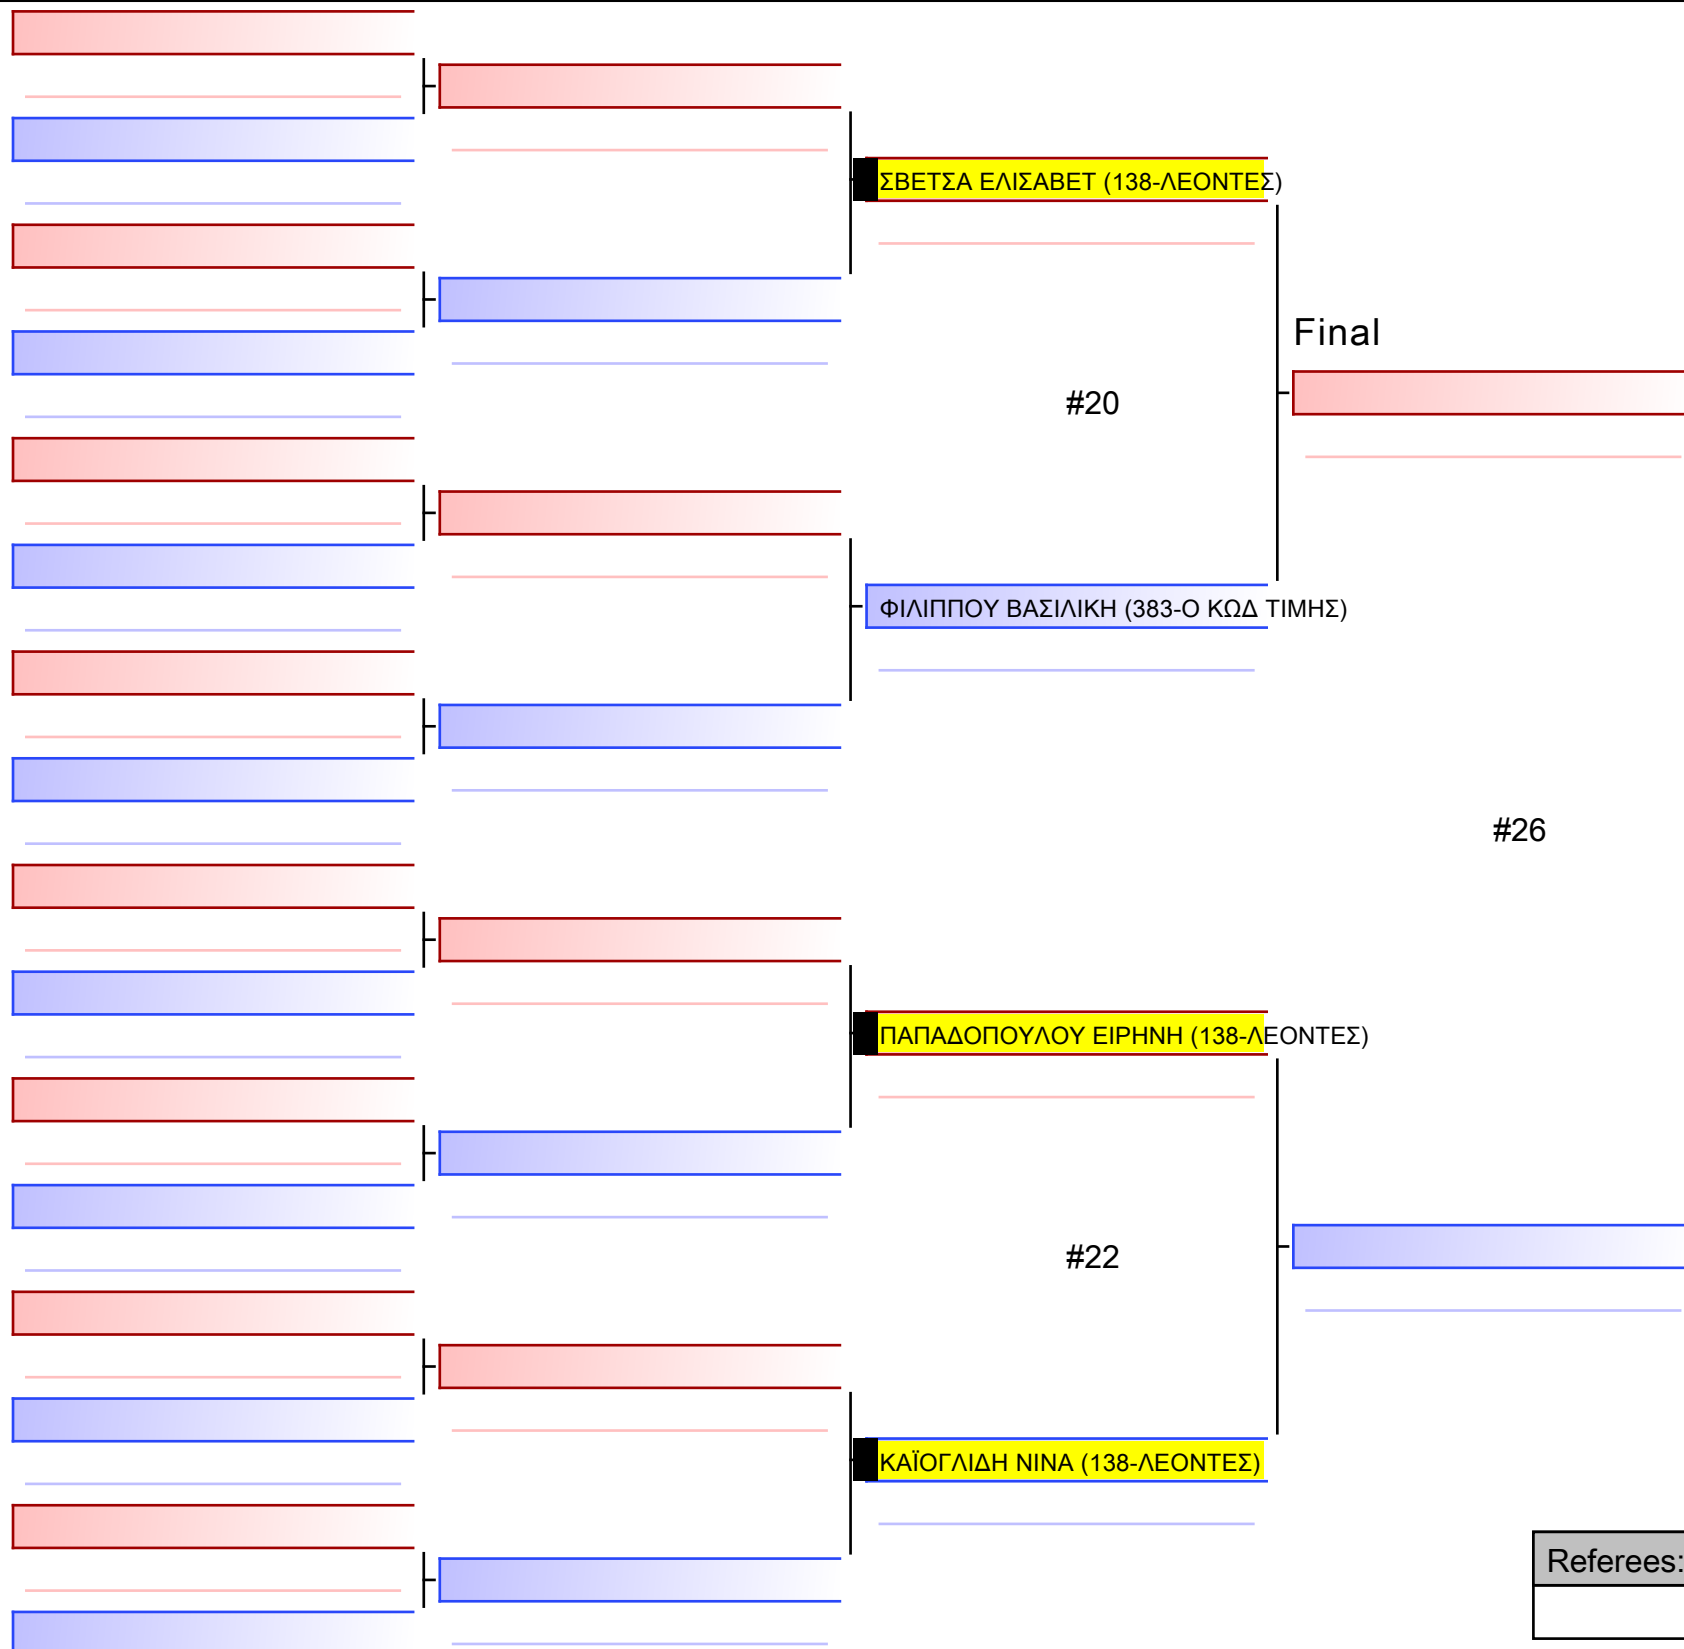 ΣΒΕΤΣΑ ΕΛΙΣΑΒΕΤ (138-ΛΕΟΝΤΕΣ)
Final
#20
ΦΙΛΙΠΠΟΥ ΒΑΣΙΛΙΚΗ (383-Ο ΚΩΔ ΤΙΜΗΣ)
#26
ΠΑΠΑΔΟΠΟΥΛΟΥ ΕΙΡΗΝΗ (138-ΛΕΟΝΤΕΣ)
#22
ΚΑΪΟΓΛΙΔΗ ΝΙΝΑ (138-ΛΕΟΝΤΕΣ)
Referees: